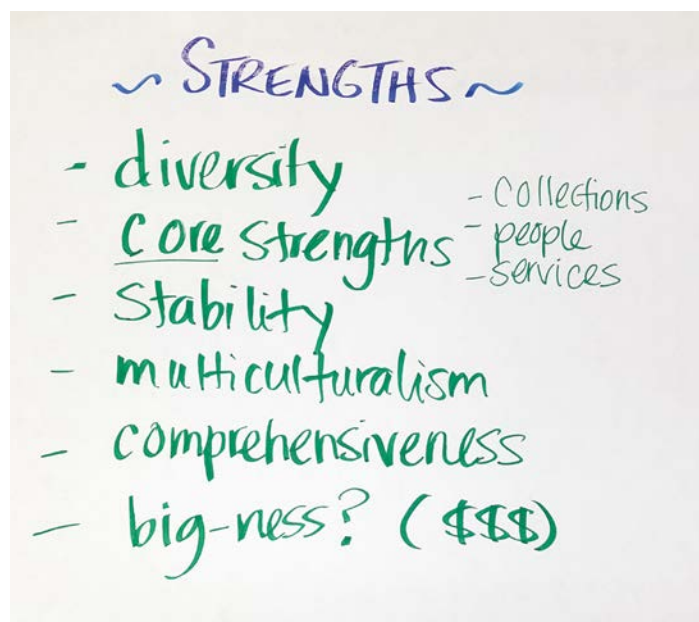 ~ STRENGTHS ~
- diversity
- core strengths
- collections
- people
- services
- stability
- multiculturalism
- comprehensiveness
- big-ness? ($$$)